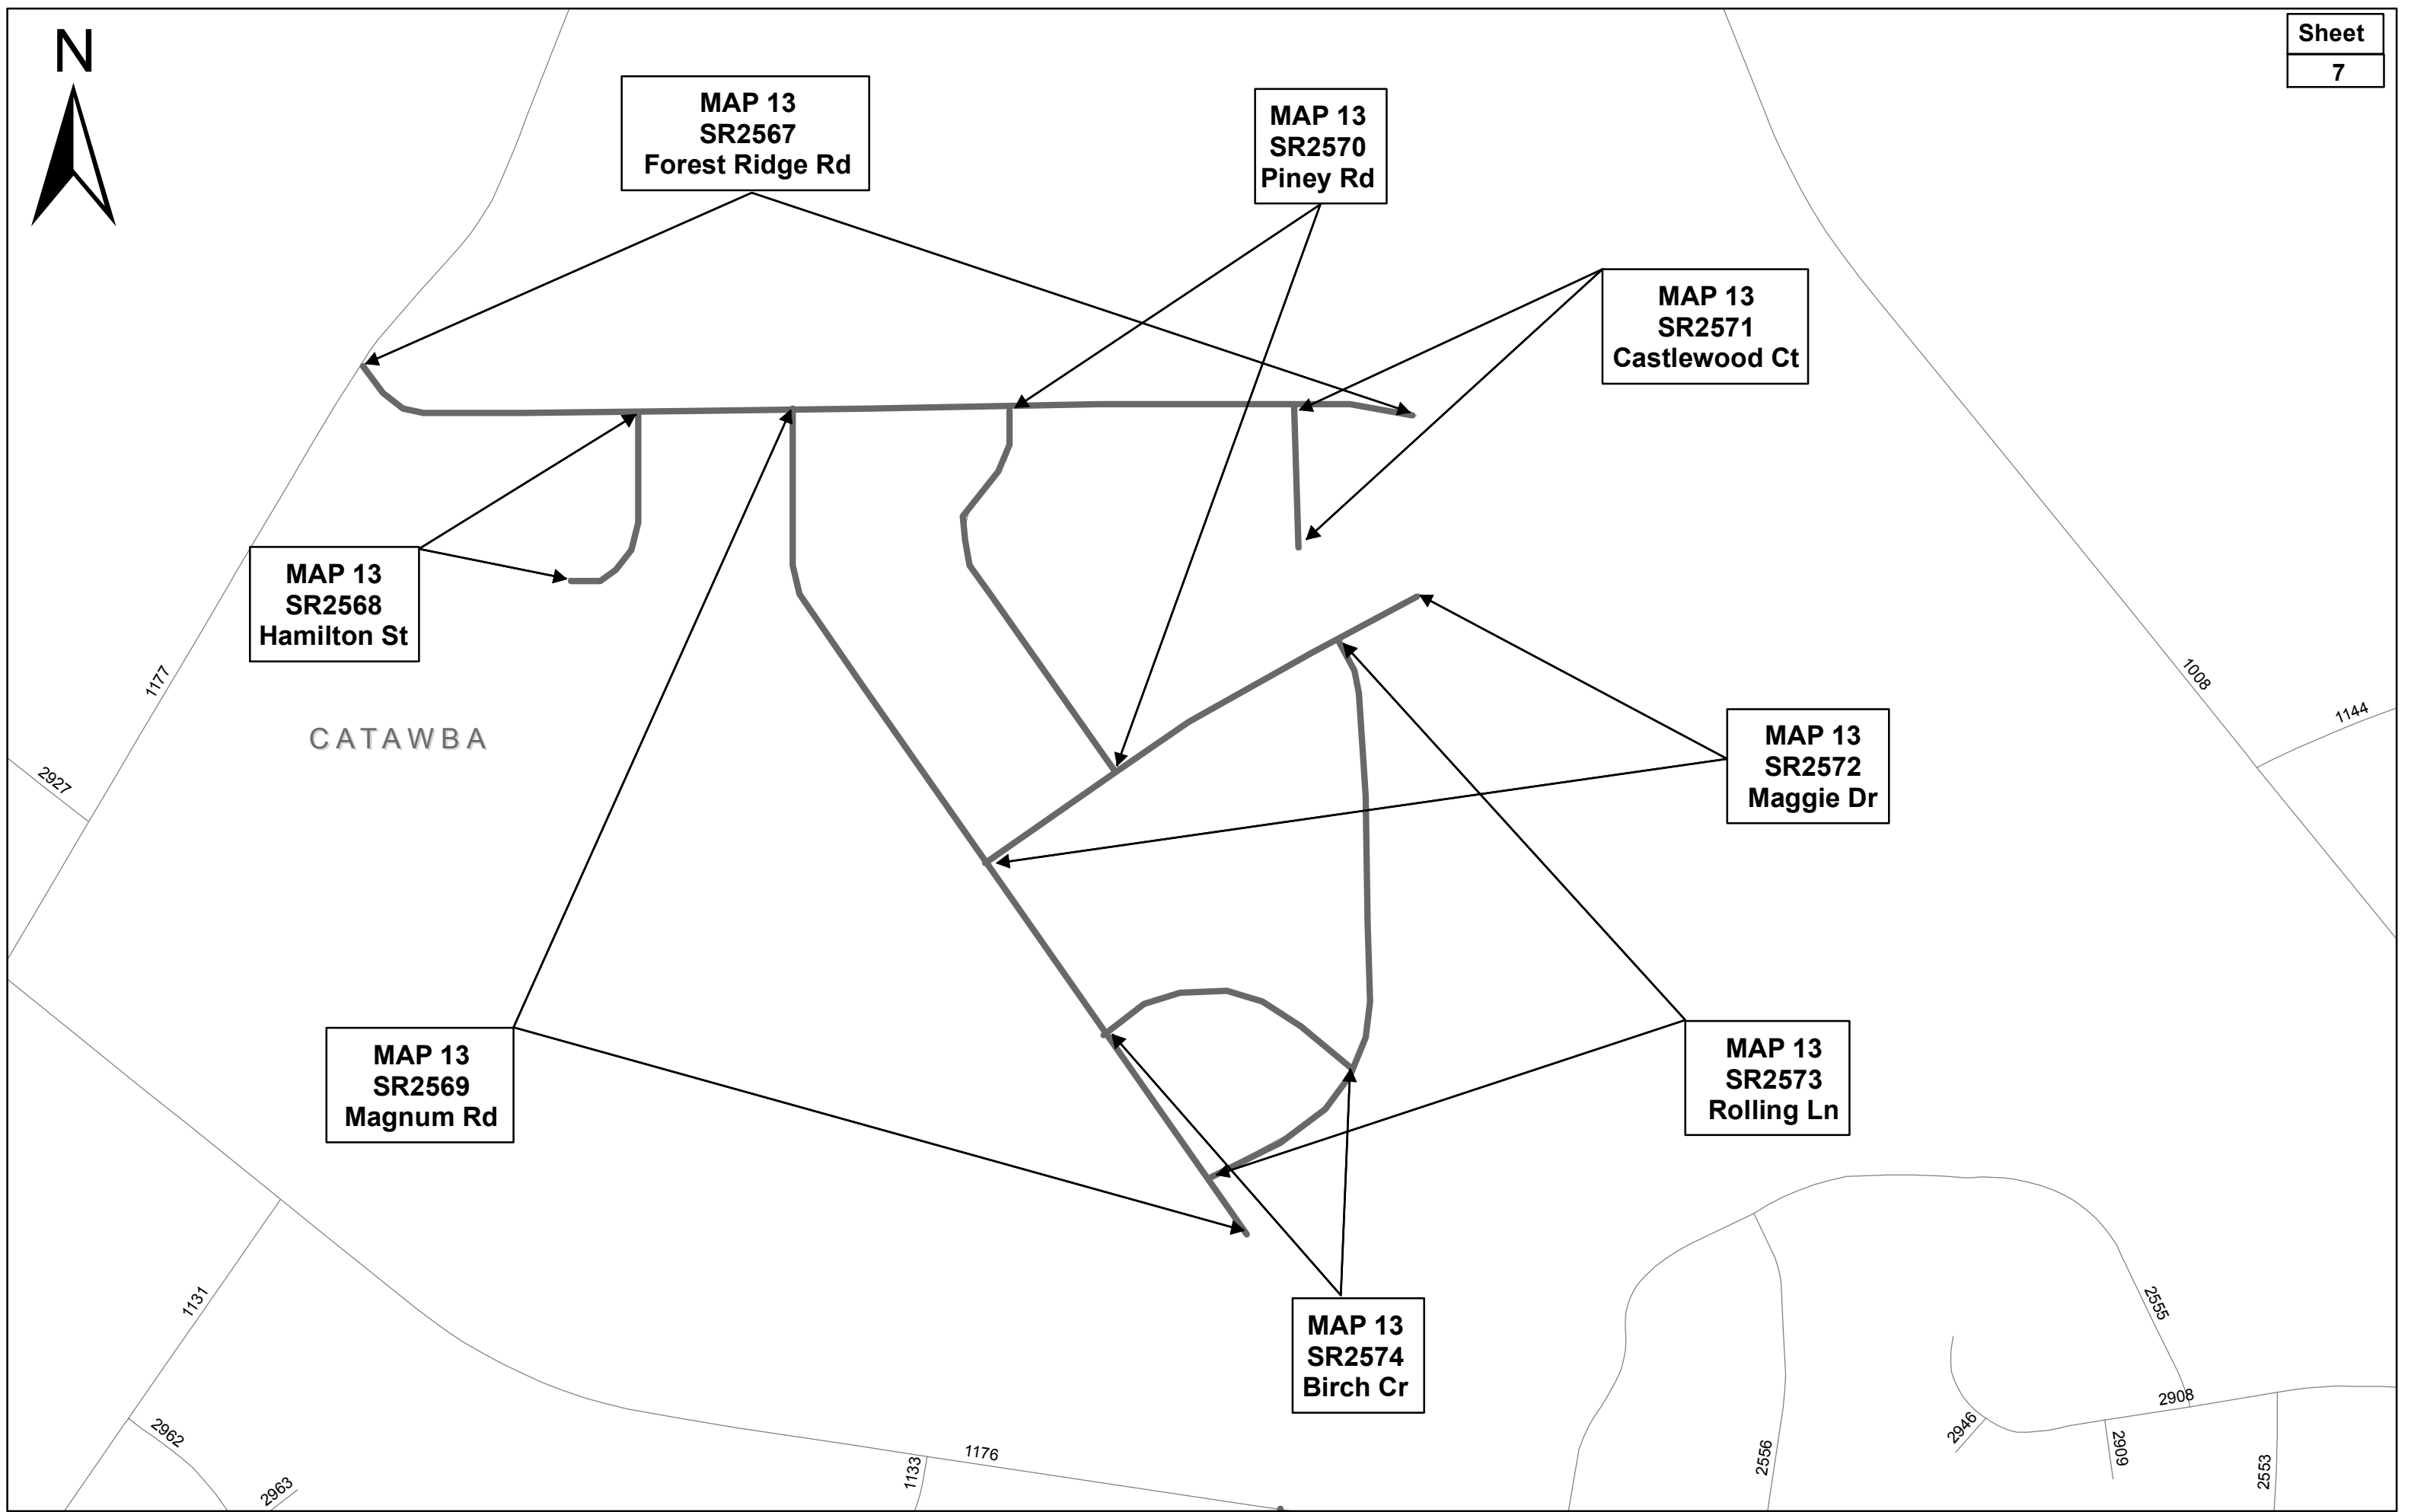 N
Sheet
7
MAP 13
SR2567
Forest Ridge Rd
MAP 13
SR2570
Piney Rd
MAP 13
SR2571
Castlewood Ct
MAP 13
SR2568
Hamilton St
1177
CATAWBA
2927
1008
1144
MAP 13
SR2572
Maggie Dr
MAP 13
SR2569
Magnum Rd
MAP 13
SR2573
Rolling Ln
MAP 13
SR2574
Birch Cr
1131
2962
2963
1133
1176
2556
2555
2908
2946
2909
2553